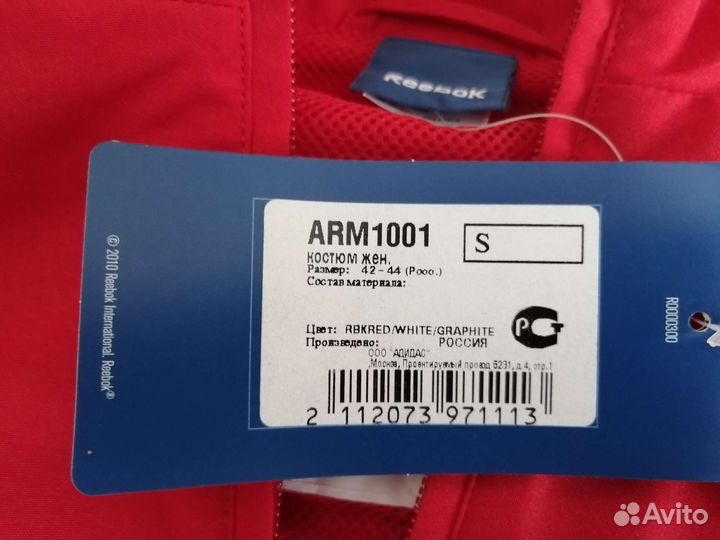 Reebok
ARM1001
S
костюм жен.
Размер: 42-44 (Росс.)
Состав материала:
Цвет: RBKRED/WHITE/GRAPHITE
Произведено: РОССИЯ
ООО "АДИДАС"
,Москва, Проектируемый проезд 5231, д.4, стр.1
2 112073 971113
© 2010 Reebok International. Reebok®
R0000300
Avito